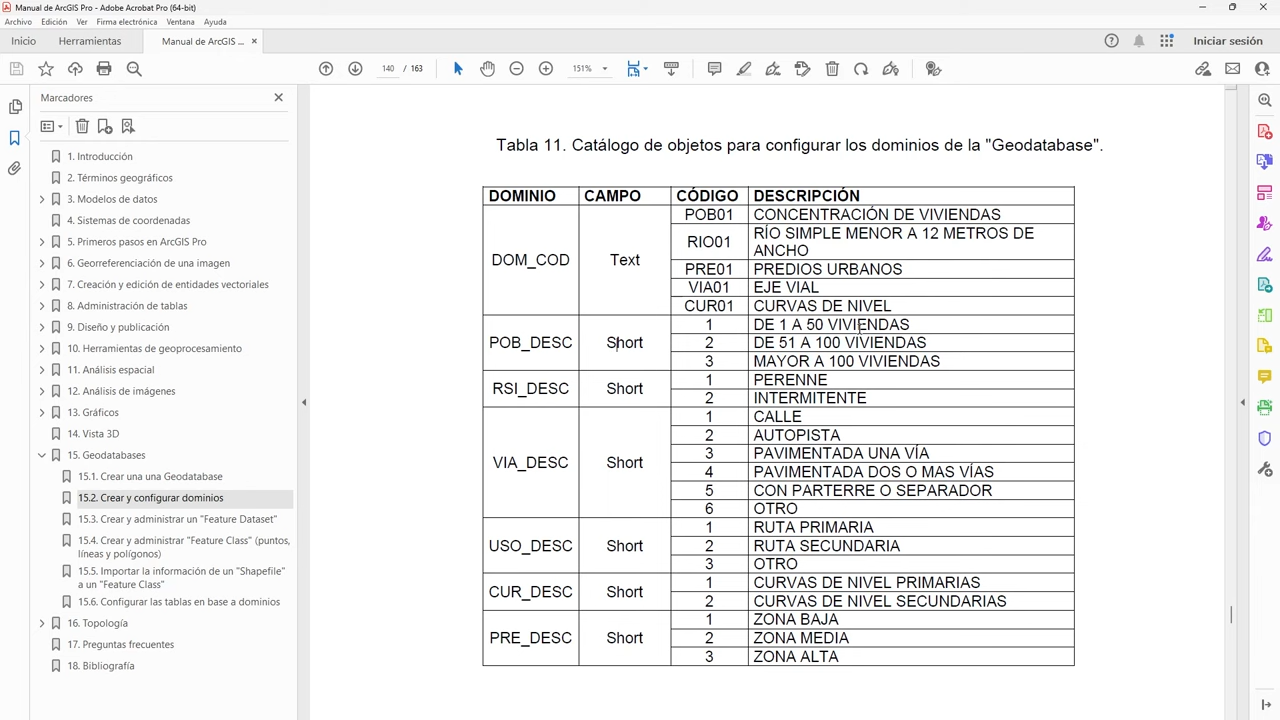 Manual de ArcGIS Pro - Adobe Acrobat Pro (64-bit)
Archivo Edición Ver Firma electrónica Ventana Ayuda
Inicio Herramientas Manual de ArcGIS ... × Iniciar sesión
140 / 163 151%
Marcadores
1. Introducción
2. Términos geográficos
3. Modelos de datos
4. Sistemas de coordenadas
5. Primeros pasos en ArcGIS Pro
6. Georreferenciación de una imagen
7. Creación y edición de entidades vectoriales
8. Administración de tablas
9. Diseño y publicación
10. Herramientas de geoprocesamiento
11. Análisis espacial
12. Análisis de imágenes
13. Gráficos
14. Vista 3D
15. Geodatabases
15.1. Crear una una Geodatabase
15.2. Crear y configurar dominios
15.3. Crear y administrar un "Feature Dataset"
15.4. Crear y administrar "Feature Class" (puntos,
líneas y polígonos)
15.5. Importar la información de un "Shapefile"
a un "Feature Class"
15.6. Configurar las tablas en base a dominios
16. Topología
17. Preguntas frecuentes
18. Bibliografía
Tabla 11. Catálogo de objetos para configurar los dominios de la "Geodatabase".
DOMINIO CAMPO CÓDIGO DESCRIPCIÓN
DOM_COD Text POB01 CONCENTRACIÓN DE VIVIENDAS
RIO01 RÍO SIMPLE MENOR A 12 METROS DE
ANCHO
PRE01 PREDIOS URBANOS
VIA01 EJE VIAL
CUR01 CURVAS DE NIVEL
POB_DESC Short 1 DE 1 A 50 VIVIENDAS
2 DE 51 A 100 VIVIENDAS
3 MAYOR A 100 VIVIENDAS
RSI_DESC Short 1 PERENNE
2 INTERMITENTE
VIA_DESC Short 1 CALLE
2 AUTOPISTA
3 PAVIMENTADA UNA VÍA
4 PAVIMENTADA DOS O MAS VÍAS
5 CON PARTERRE O SEPARADOR
6 OTRO
USO_DESC Short 1 RUTA PRIMARIA
2 RUTA SECUNDARIA
3 OTRO
CUR_DESC Short 1 CURVAS DE NIVEL PRIMARIAS
2 CURVAS DE NIVEL SECUNDARIAS
PRE_DESC Short 1 ZONA BAJA
2 ZONA MEDIA
3 ZONA ALTA